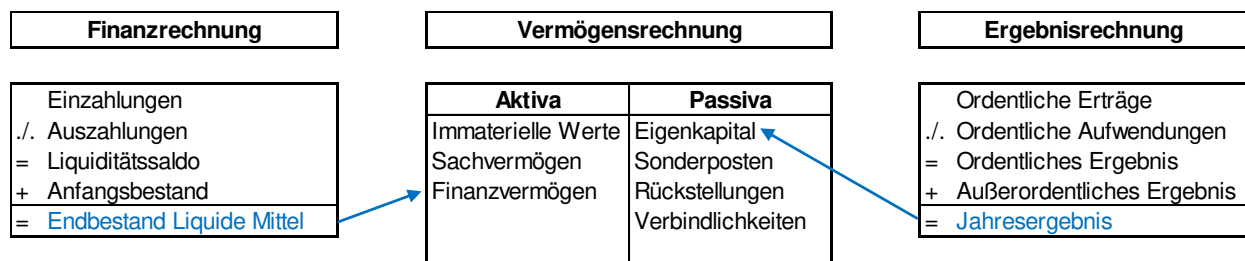 Finanzrechnung
Einzahlungen
./. Auszahlungen
= Liquiditätssaldo
+ Anfangsbestand
= Endbestand Liquide Mittel
Vermögensrechnung
Aktiva Passiva
Immaterielle Werte Eigenkapital
Sachvermögen Sonderposten
Finanzvermögen Rückstellungen
Verbindlichkeiten
Ergebnisrechnung
Ordentliche Erträge
./. Ordentliche Aufwendungen
= Ordentliches Ergebnis
+ Außerordentliches Ergebnis
= Jahresergebnis